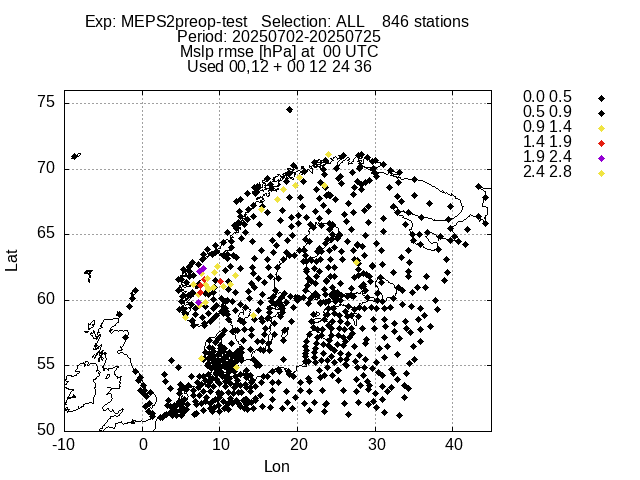 Exp: MEPS2preop-test   Selection: ALL    846 stations
Period: 20250702-20250725
Mslp rmse [hPa] at  00 UTC
Used 00,12 + 00 12 24 36
0.0 0.5
0.5 0.9
0.9 1.4
1.4 1.9
1.9 2.4
2.4 2.8
75
70
65
60
55
50
Lat
-10 0 10 20 30 40
Lon